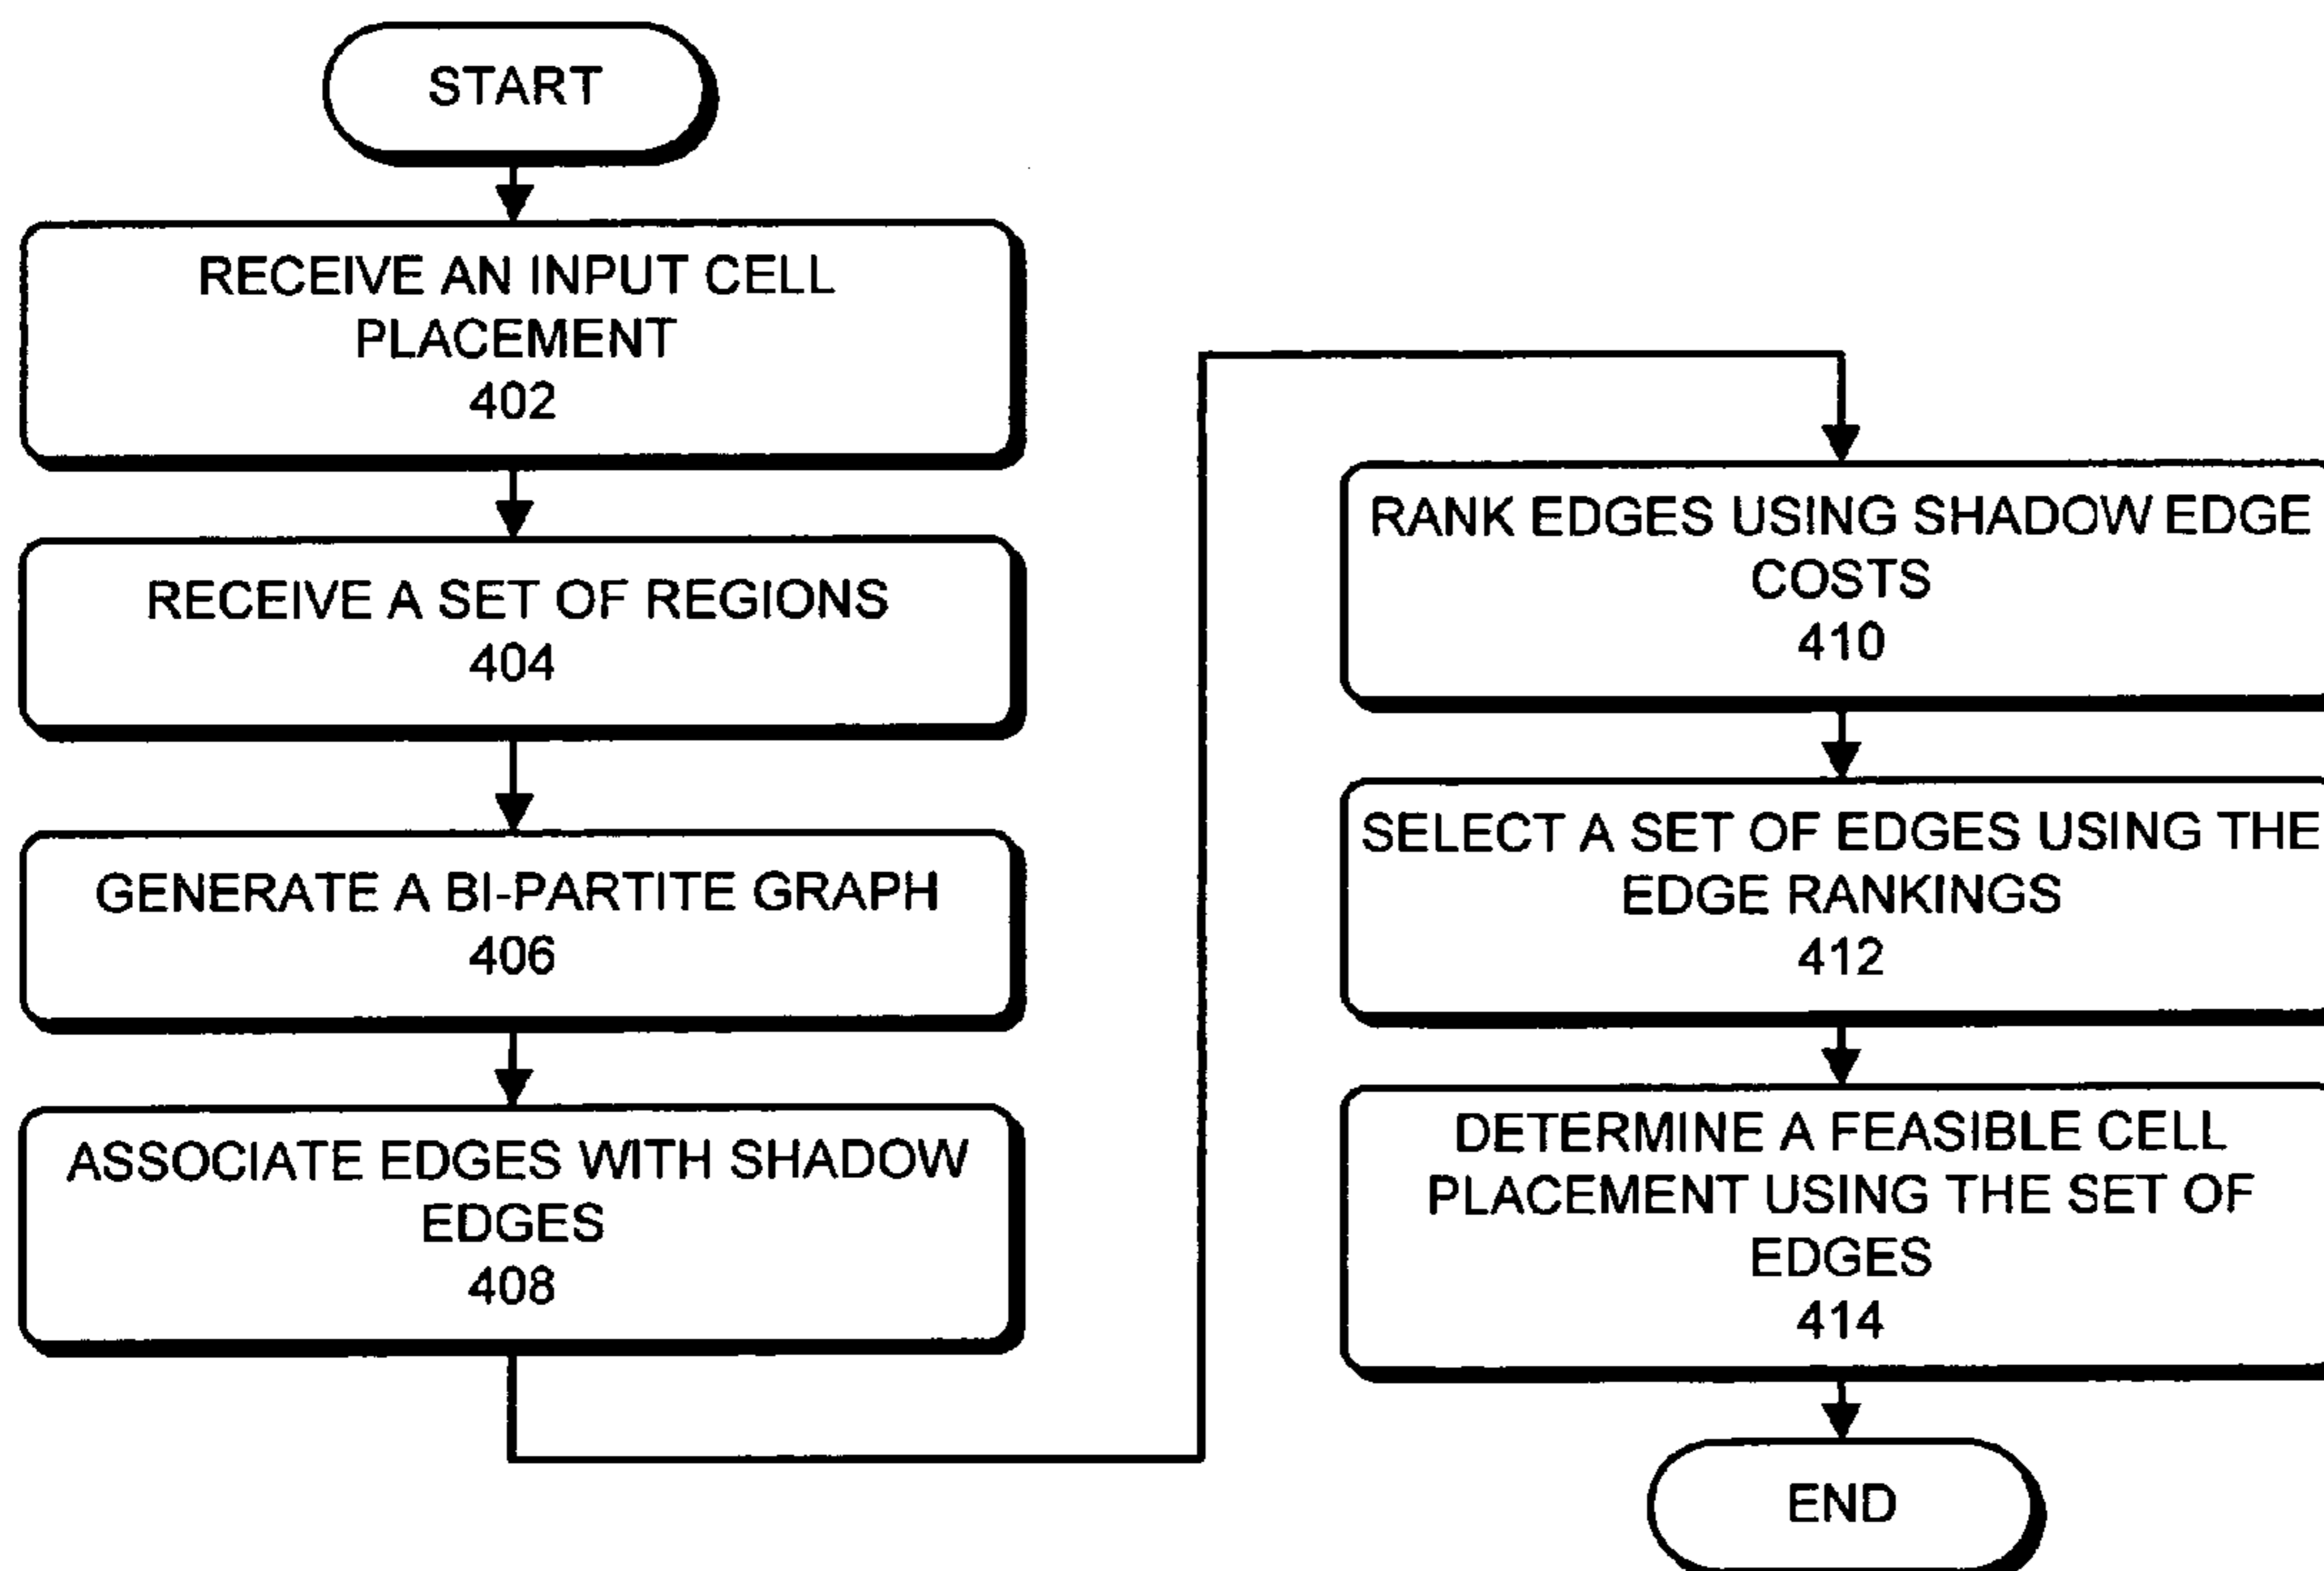 START
RECEIVE AN INPUT CELL
PLACEMENT
402
RECEIVE A SET OF REGIONS
404
GENERATE A BI-PARTITE GRAPH
406
ASSOCIATE EDGES WITH SHADOW
EDGES
408
RANK EDGES USING SHADOW EDGE
COSTS
410
SELECT A SET OF EDGES USING THE
EDGE RANKINGS
412
DETERMINE A FEASIBLE CELL
PLACEMENT USING THE SET OF
EDGES
414
END